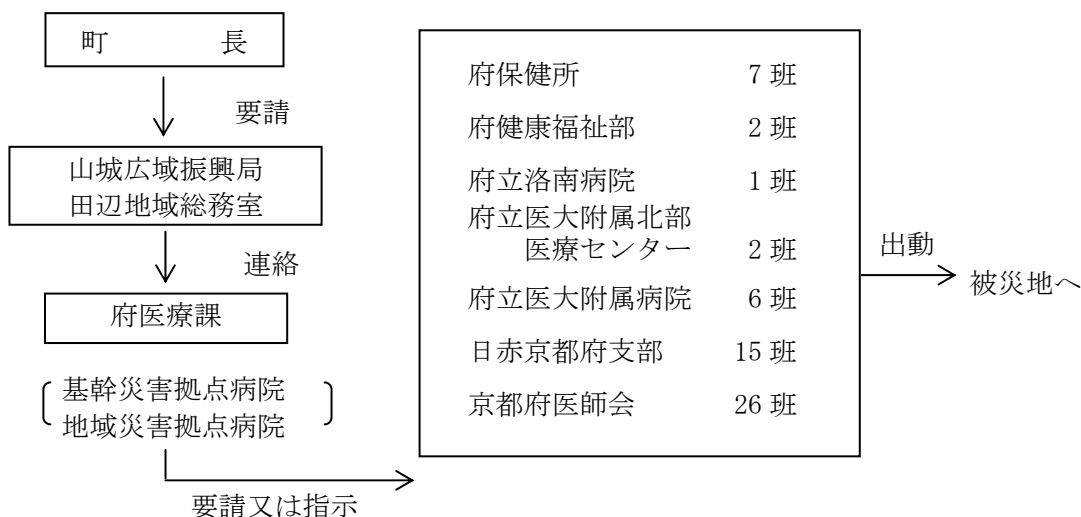 町　　　　長
要請
山城広域振興局
田辺地域総務室
連絡
府医療課
基幹災害拠点病院
地域災害拠点病院
要請又は指示
府保健所　7 班
府健康福祉部　2 班
府立洛南病院　1 班
府立医大附属北部
医療センター　2 班
府立医大附属病院　6 班
日赤京都府支部　15 班
京都府医師会　26 班
出動
被災地へ